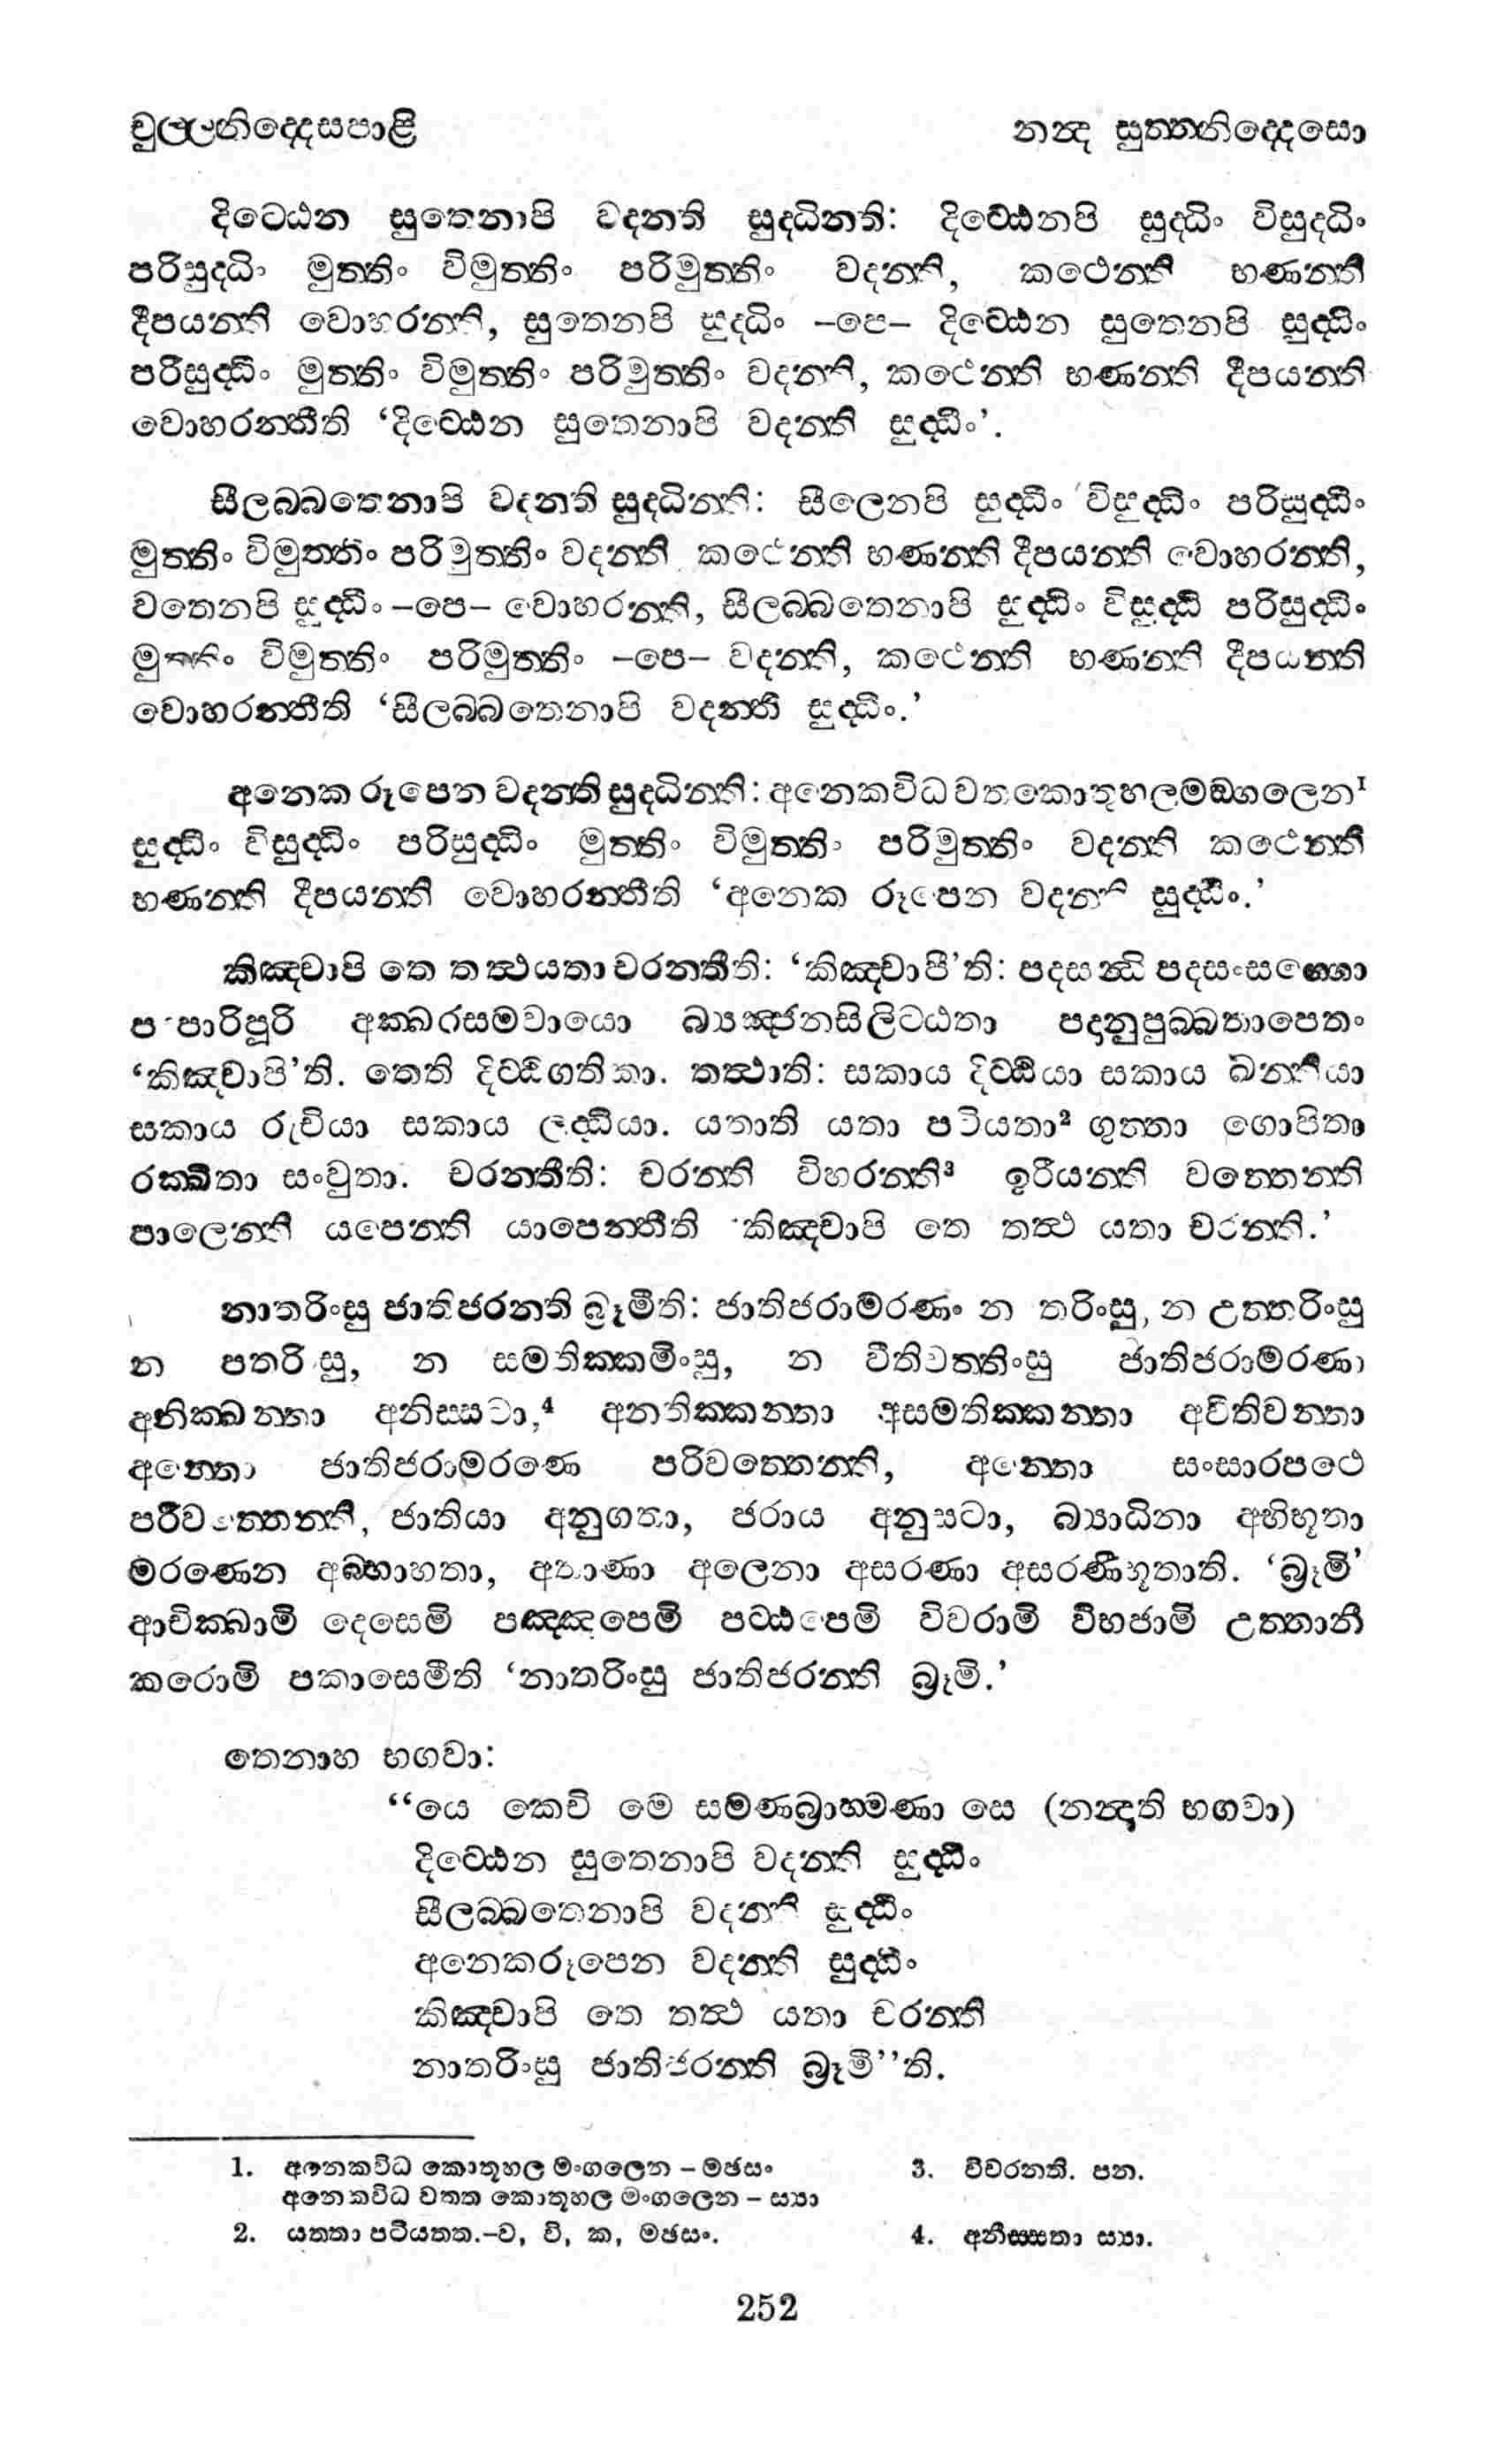 චුල්ලනිද්දෙසපාළි නන්ද සුත්තනිද්දෙසො
දිට්ඨෙන සුතෙනාපි වදන්ති සුද්ධින්ති: දිට්ඨෙනපි සුද්ධිං විසුද්ධිං
පරිසුද්ධිං මුත්තිං විමුත්තිං පරිමුත්තිං වදන්ති, කථෙන්ති භණන්ති
දීපයන්ති වොහරන්ති, සුතෙනපි සුද්ධිං –පෙ– දිට්ඨෙන සුතෙනපි සුද්ධිං
පරිසුද්ධිං මුත්තිං විමුත්තිං පරිමුත්තිං වදන්ති, කථෙන්ති භණන්ති දීපයන්ති
වොහරන්තීති ‘දිට්ඨෙන සුතෙනාපි වදන්ති සුද්ධිං’.
සීලබ්බතෙනාපි වදන්ති සුද්ධින්ති: සීලෙනපි සුද්ධිං විසුද්ධිං පරිසුද්ධිං
මුත්තිං විමුත්තිං පරිමුත්තිං වදන්ති කථෙන්ති භණන්ති දීපයන්ති වොහරන්ති,
වතෙනපි සුද්ධිං –පෙ– වොහරන්ති, සීලබ්බතෙනාපි සුද්ධිං විසුද්ධිං පරිසුද්ධිං
මුත්තිං විමුත්තිං පරිමුත්තිං –පෙ– වදන්ති, කථෙන්ති භණන්ති දීපයන්ති
වොහරන්තීති ‘සීලබ්බතෙනාපි වදන්ති සුද්ධිං.’
අනෙක රූපෙන වදන්ති සුද්ධින්ති: අනෙකවිධ වතකොතූහලමඞ්ගලෙන¹
සුද්ධිං විසුද්ධිං පරිසුද්ධිං මුත්තිං විමුත්තිං පරිමුත්තිං වදන්ති කථෙන්ති
භණන්ති දීපයන්ති වොහරන්තීති ‘අනෙක රූපෙන වදන්ති සුද්ධිං.’
කිඤ්චාපි තෙ තත්ථයතා චරන්තීති: ‘කිඤ්චාපී’ති: පදසන්ධි පදසංසග්ගො
පදපාරිපූරි අක්ඛරසමවායො බ්‍යඤ්ජනසිලිට්ඨතා පදානුපුබ්බතාපෙතං
‘කිඤ්චාපි’ති. තෙති දිට්ඨිගතිකා. තත්ථාති: සකාය දිට්ඨියා සකාය ඛන්තියා
සකාය රුචියා සකාය ලද්ධියා. යතාති යතා පටියතා² ගුත්තා ගොපිතා
රක්ඛිතා සංවුතා. චරන්තීති: චරන්ති විහරන්ති³ ඉරීයන්ති වත්තෙන්ති
පාලෙන්ති යපෙන්ති යාපෙන්තීති ‘කිඤ්චාපි තෙ තත්ථ යතා චරන්ති.’
නාතරිංසු ජාතිජරන්ති බ්‍රූමීති: ජාතිජරාමරණං න තරිංසු, න උත්තරිංසු
න පතරිංසු, න සමතික්කමිංසු, න වීතිවත්තිංසු ජාතිජරාමරණා
අනික්ඛන්තා අනිස්සටා,⁴ අනතික්කන්තා අසමතික්කන්තා අවීතිවත්තා
අන්තො ජාතිජරාමරණෙ පරිවත්තෙන්ති, අන්තො සංසාරපථෙ
පරිවත්තෙන්ති, ජාතියා අනුගතා, ජරාය අනුසටා, බ්‍යාධිනා අභිභූතා
මරණෙන අබ්භාහතා, අතාණා අලෙනා අසරණා අසරණීභූතාති. ‘බ්‍රූමි’
ආචික්ඛාමි දෙසෙමි පඤ්ඤපෙමි පට්ඨපෙමි විවරාමි විභජාමි උත්තානී
කරොමි පකාසෙමීති ‘නාතරිංසු ජාතිජරන්ති බ්‍රූමි.’
තෙනාහ භගවා:
“යෙ කෙචි මෙ සමණබ්‍රාහ්මණා සෙ (නන්දාති භගවා)
දිට්ඨෙන සුතෙනාපි වදන්ති සුද්ධිං
සීලබ්බතෙනාපි වදන්ති සුද්ධිං
අනෙකරූපෙන වදන්ති සුද්ධිං
කිඤ්චාපි තෙ තත්ථ යතා චරන්ති
නාතරිංසු ජාතිජරන්ති බ්‍රූමී”ති.
1. අනෙකවිධ කොතූහල මංගලෙන – මඡසං 3. විචරන්ති. පන.
අනෙකවිධ වතත කොතූහල මංගලෙන – ස්‍යා
2. යතතා පටියතත.–ව, වි, ක, මඡසං. 4. අනිස්සතා ස්‍යා.
252